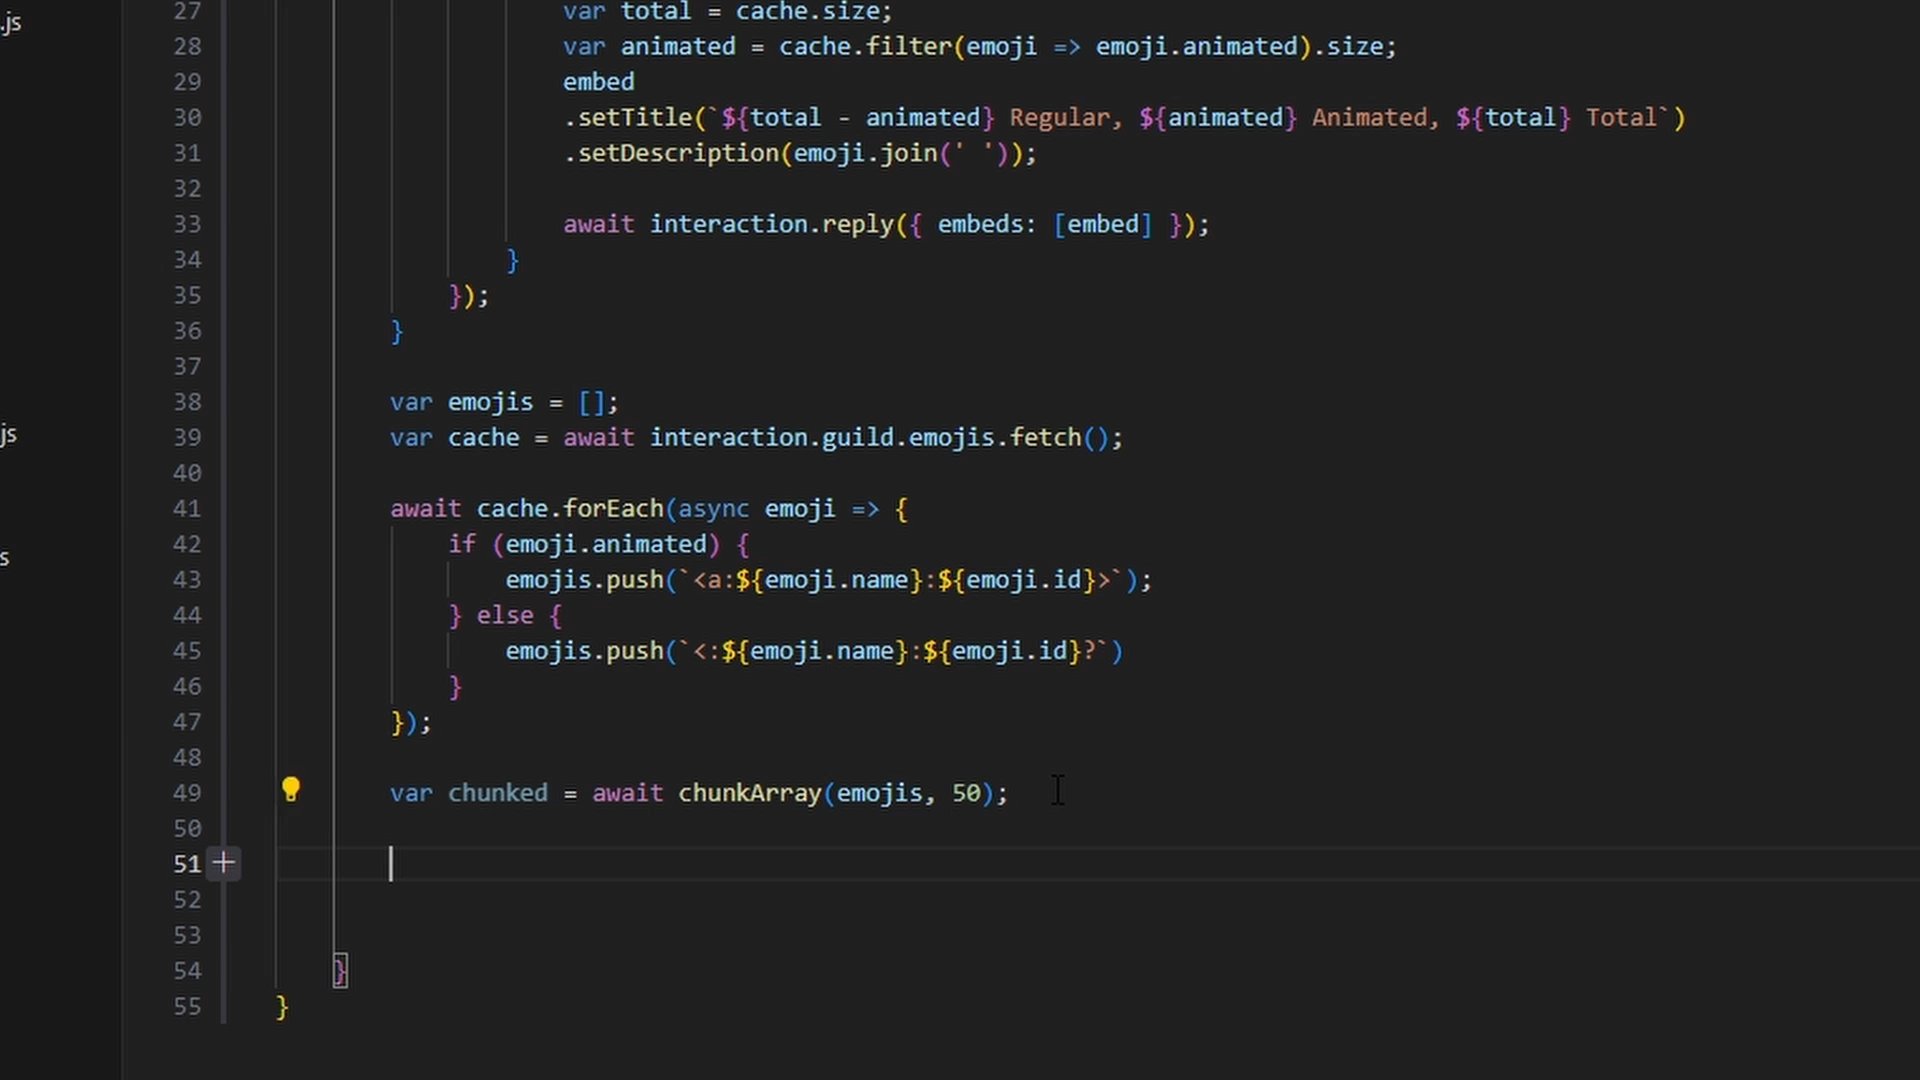 .js
js
s
27 var total = cache.size;
28 var animated = cache.filter(emoji => emoji.animated).size;
29 embed
30 .setTitle(`${total - animated} Regular, ${animated} Animated, ${total} Total`)
31 .setDescription(emoji.join(' '));
32
33 await interaction.reply({ embeds: [embed] });
34 }
35 });
36 }
37
38 var emojis = [];
39 var cache = await interaction.guild.emojis.fetch();
40
41 await cache.forEach(async emoji => {
42 if (emoji.animated) {
43 emojis.push(`<a:${emoji.name}:${emoji.id}>`);
44 } else {
45 emojis.push(`<:${emoji.name}:${emoji.id}?`)
46 }
47 });
48
49 var chunked = await chunkArray(emojis, 50);
50
51
52
53
54 }
55 }